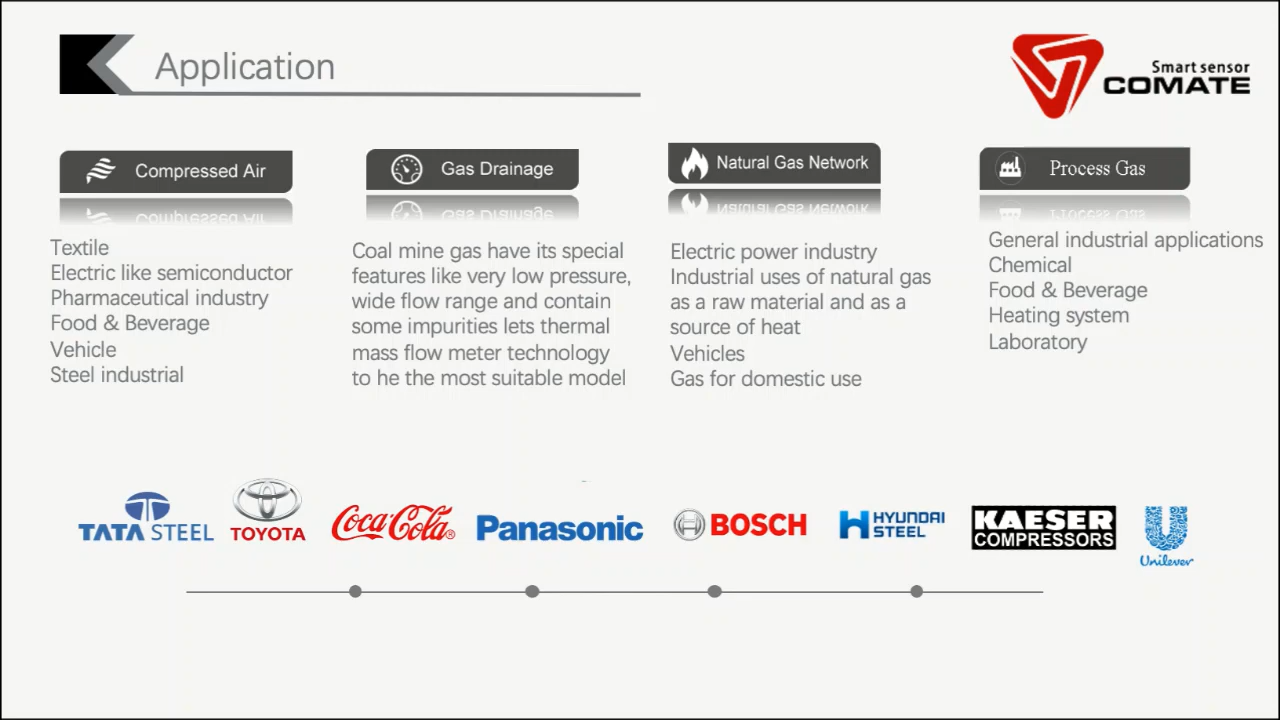 Application
Smart sensor
COMATE
Compressed Air
Textile
Electric like semiconductor
Pharmaceutical industry
Food & Beverage
Vehicle
Steel industrial
Gas Drainage
Coal mine gas have its special
features like very low pressure,
wide flow range and contain
some impurities lets thermal
mass flow meter technology
to he the most suitable model
Natural Gas Network
Electric power industry
Industrial uses of natural gas
as a raw material and as a
source of heat
Vehicles
Gas for domestic use
Process Gas
General industrial applications
Chemical
Food & Beverage
Heating system
Laboratory
TATA STEEL
TOYOTA
Coca-Cola®
Panasonic
BOSCH
HYUNDAI
STEEL
KAESER
COMPRESSORS
Unilever